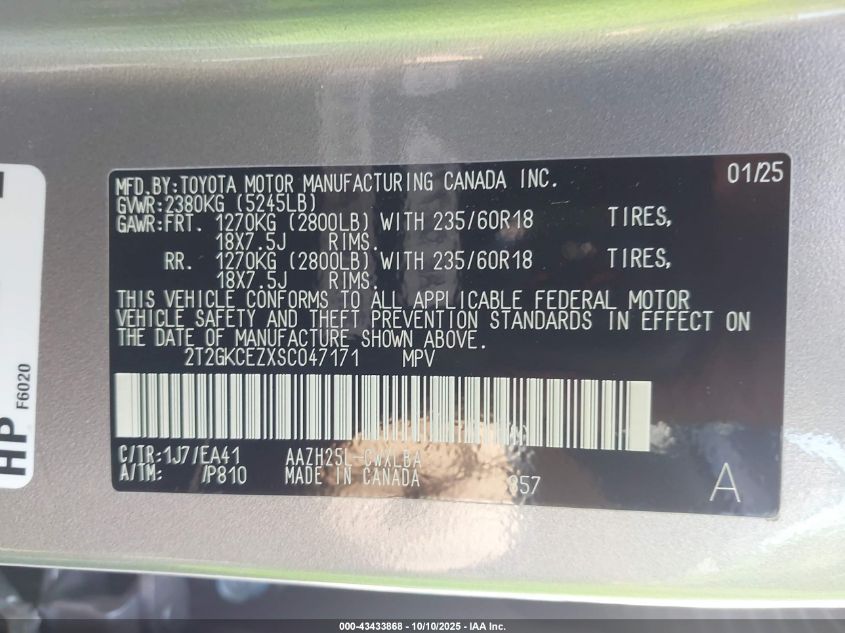 MFD.BY:TOYOTA MOTOR MANUFACTURING CANADA INC. 01/25
GVWR:2380KG (5245LB)
GAWR:FRT. 1270KG (2800LB) WITH 235/60R18 TIRES,
18X7.5J RIMS.
RR. 1270KG (2800LB) WITH 235/60R18 TIRES,
18X7.5J RIMS.
THIS VEHICLE CONFORMS TO ALL APPLICABLE FEDERAL MOTOR
VEHICLE SAFETY AND THEFT PREVENTION STANDARDS IN EFFECT ON
THE DATE OF MANUFACTURE SHOWN ABOVE.
2T2GKCEZXSC047171 MPV
C/TR:1J7/EA41 AAZH25L-CWXLBA
A/TM: /P810 MADE IN CANADA 857 A
HP F6020
000-43433868 - 10/10/2025 - IAA Inc.